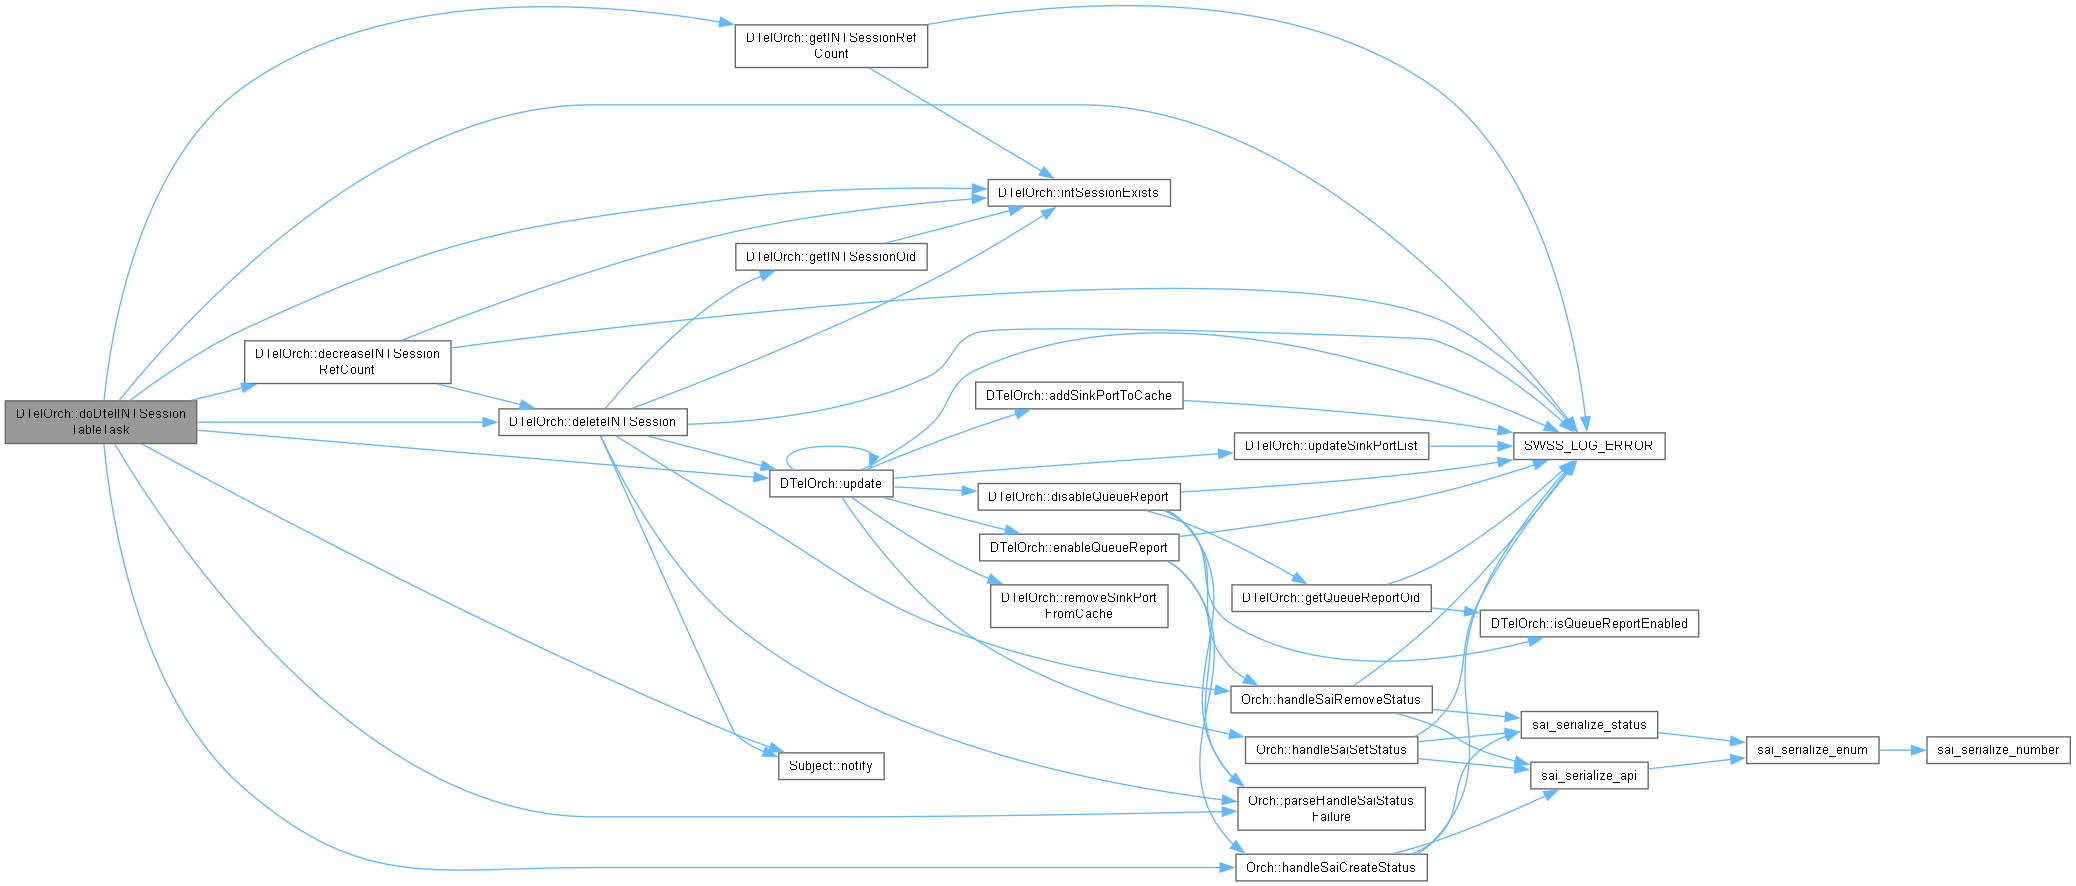 DTelOrch::getINTSessionRef
Count
DTelOrch::intSessionExists
DTelOrch::getINTSessionOid
DTelOrch::decreaseINTSession
RefCount
DTelOrch::doDtelINTSession
TableTask
DTelOrch::deleteINTSession
DTelOrch::addSinkPortToCache
DTelOrch::updateSinkPortList
SWSS_LOG_ERROR
DTelOrch::update
DTelOrch::disableQueueReport
DTelOrch::enableQueueReport
DTelOrch::removeSinkPort
FromCache
DTelOrch::getQueueReportOid
DTelOrch::isQueueReportEnabled
Orch::handleSaiRemoveStatus
sai_serialize_status
Orch::handleSaiSetStatus
sai_serialize_enum
sai_serialize_number
Subject::notify
sai_serialize_api
Orch::parseHandleSaiStatus
Failure
Orch::handleSaiCreateStatus